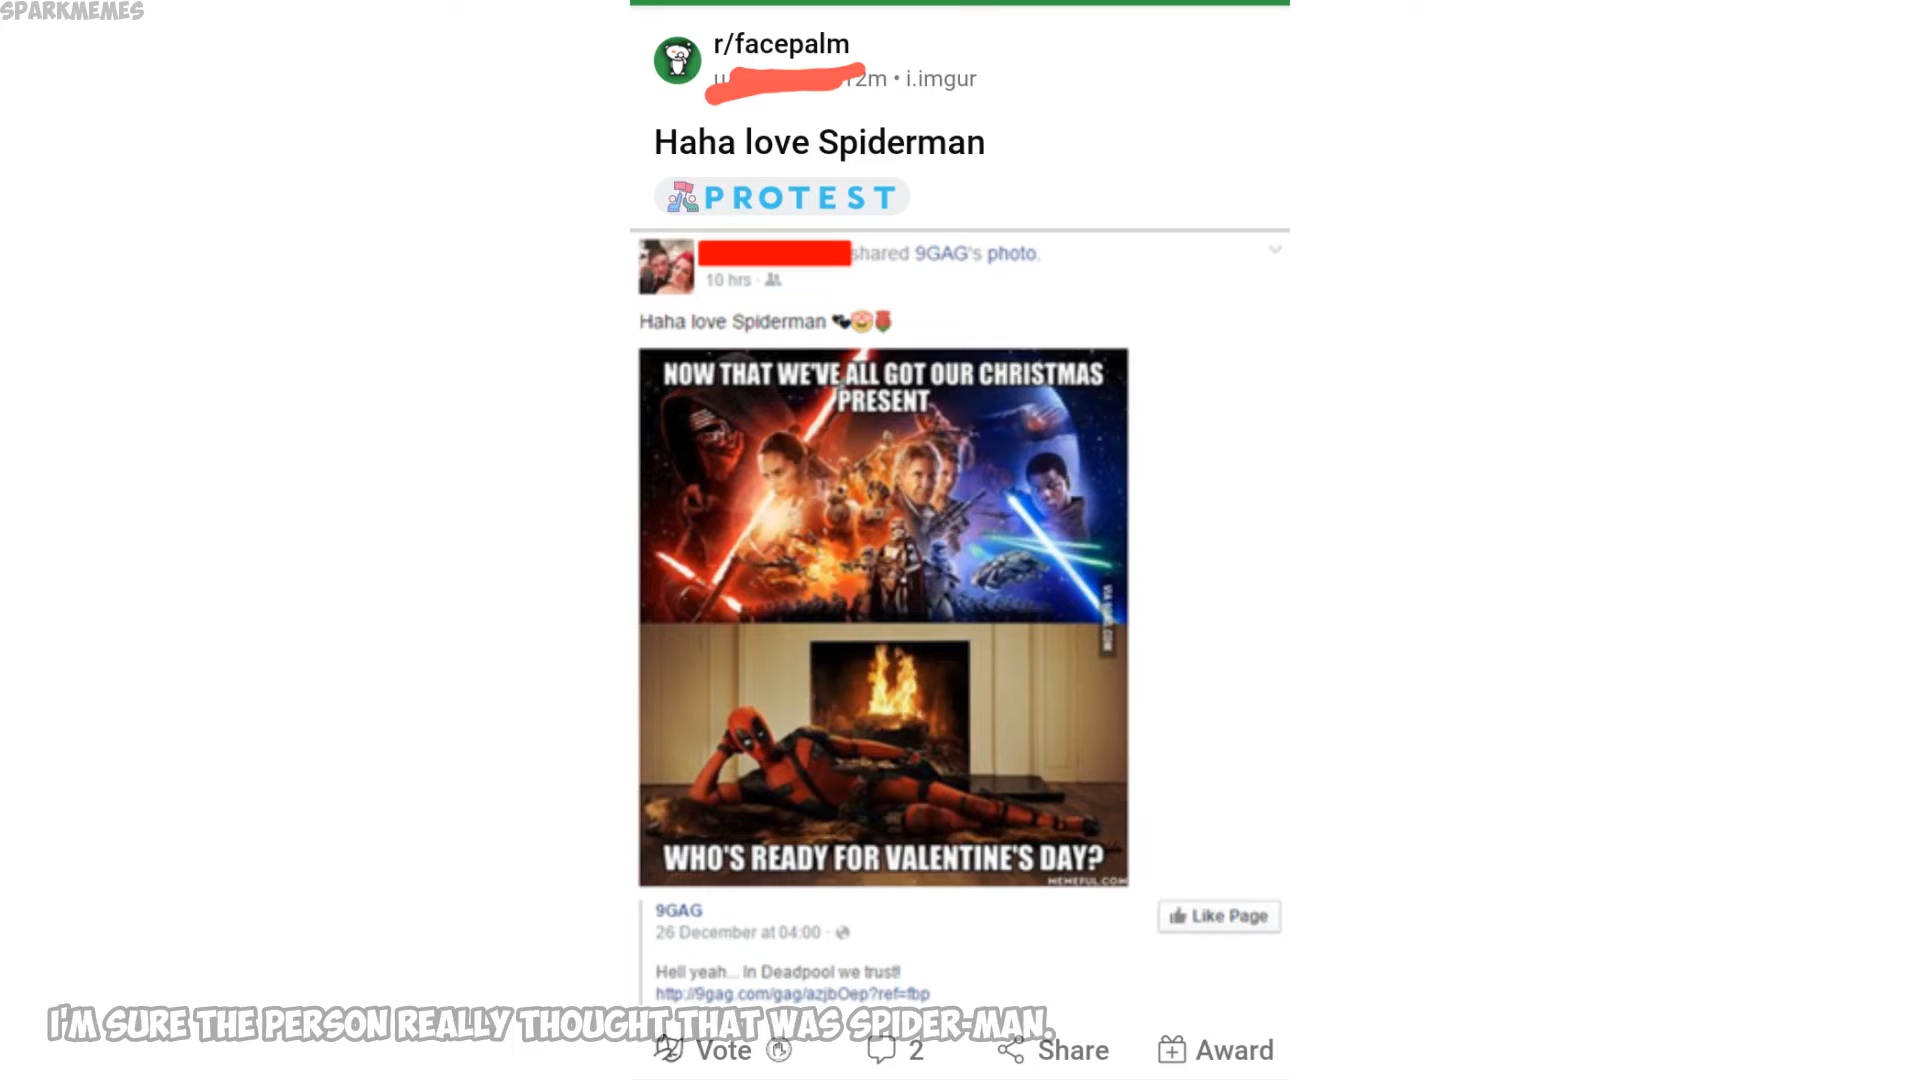 SPARKMEMES
r/facepalm
12m • i.imgur
Haha love Spiderman
PROTEST
shared 9GAG's photo.
10 hrs
Haha love Spiderman
NOW THAT WE'VE ALL GOT OUR CHRISTMAS
PRESENT
WHO'S READY FOR VALENTINE'S DAY?
MEMEFUL.COM
9GAG
Like Page
26 December at 04:00
Hell yeah... In Deadpool we trust!
http://9gag.com/gag/azjbOep?ref=fbp
I'M SURE THE PERSON REALLY THOUGHT THAT WAS SPIDER-MAN.
Vote
2
Share
Award